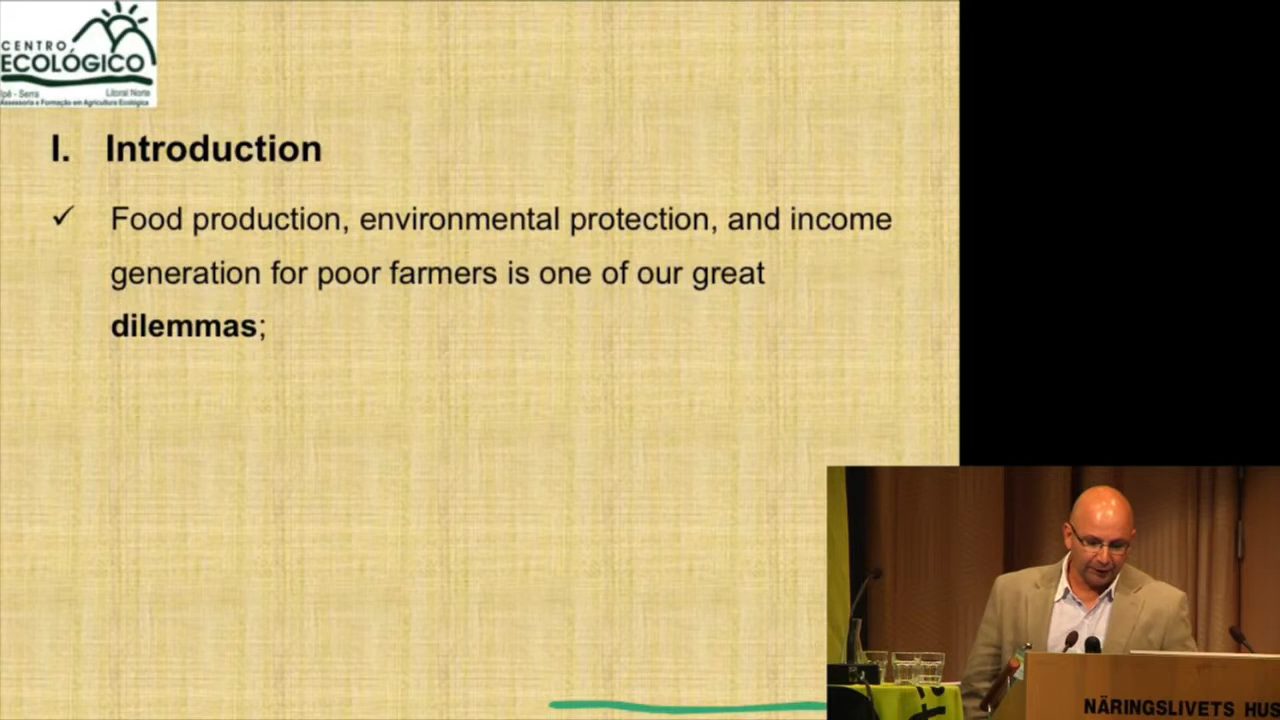 CENTRO
ECOLÓGICO
Ipê - Serra Litoral Norte
Assessoria e Formação em Agricultura Ecológica
I. Introduction
✓ Food production, environmental protection, and income
generation for poor farmers is one of our great
dilemmas;
NÄRINGSLIVETS HUS